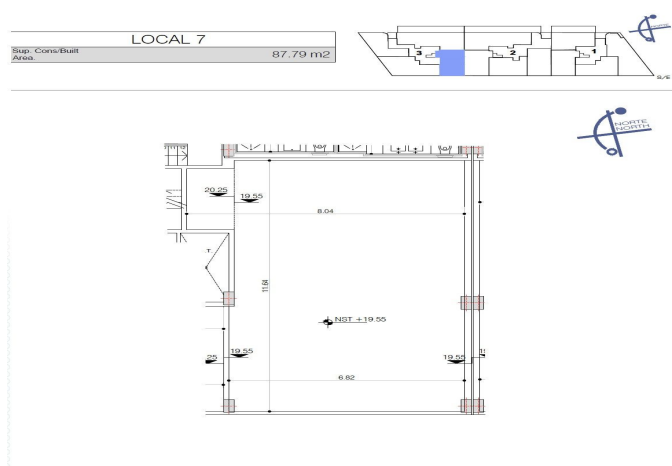 LOCAL 7
Sup. Cons/Built
Area.
87.79 m2
3
2
1
S/E
NORTE
NORTH
20.25
19.55
8.04
.T.
11.64
NST +19.55
25
19.55
19.55
6.82